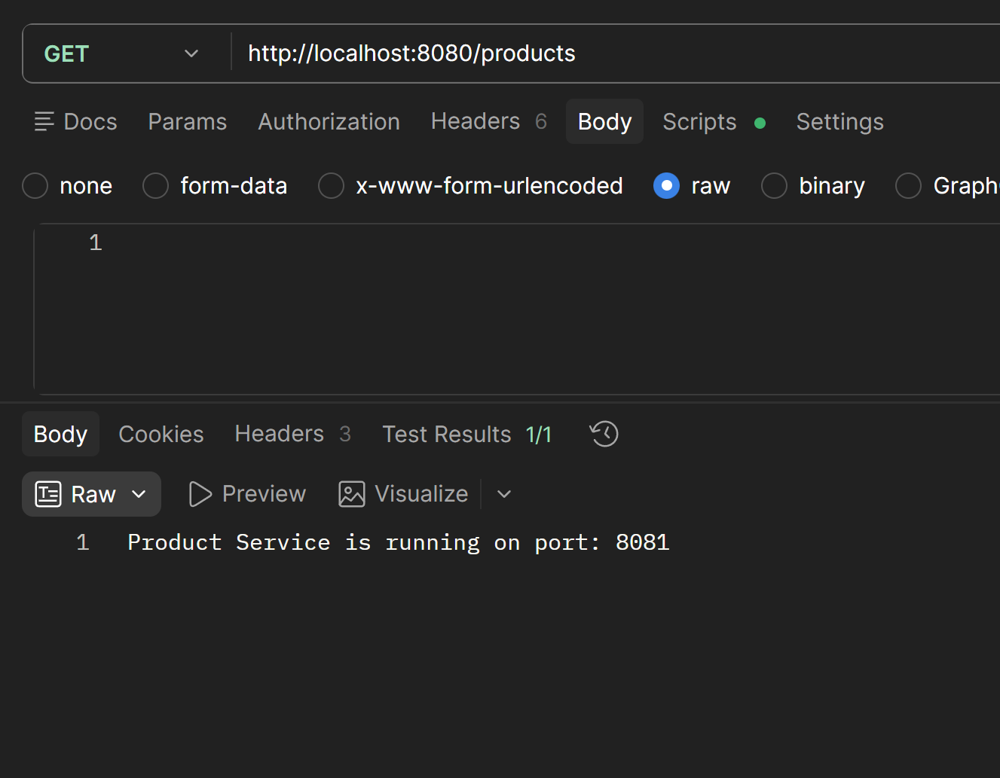 GET http://localhost:8080/products
Docs Params Authorization Headers 6 Body Scripts Settings
none form-data x-www-form-urlencoded raw binary Graph
1
Body Cookies Headers 3 Test Results 1/1
Raw Preview Visualize
1 Product Service is running on port: 8081